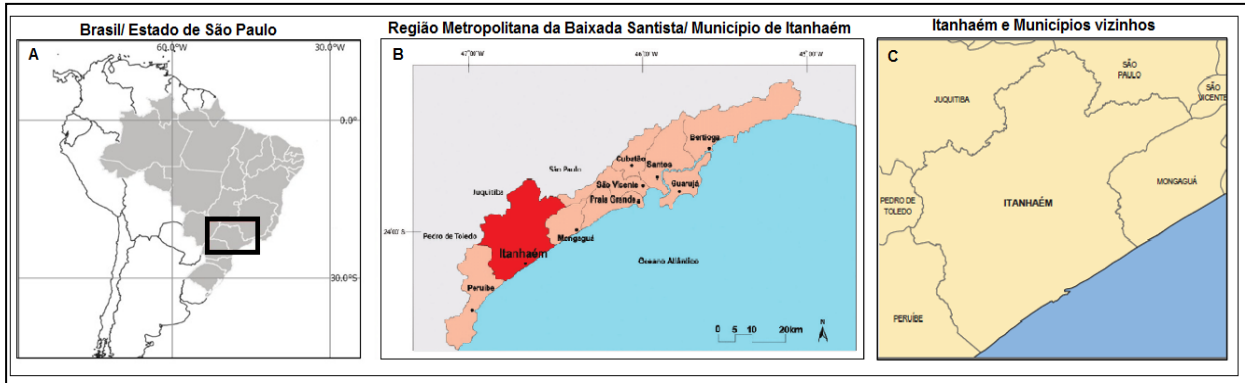 Brasil/ Estado de São Paulo
A
60.0°W
30.0°W
0.0°
30.0°S
Região Metropolitana da Baixada Santista/ Município de Itanhaém
B
46°00'W
Bertioga
Cubatão
Santos
São Paulo
Guarujá
São Vicente
Juquitiba
Praia Grande
24°00'S
Pedro de Toledo
Mongaguá
Itanhaém
Oceano Atlântico
Peruíbe
0 5 10 20km
N
Itanhaém e Municípios vizinhos
C
SÃO
PAULO
SÃO
VICENTE
JUQUITIBA
MONGAGUÁ
PEDRO DE
TOLEDO
ITANHAÉM
PERUÍBE